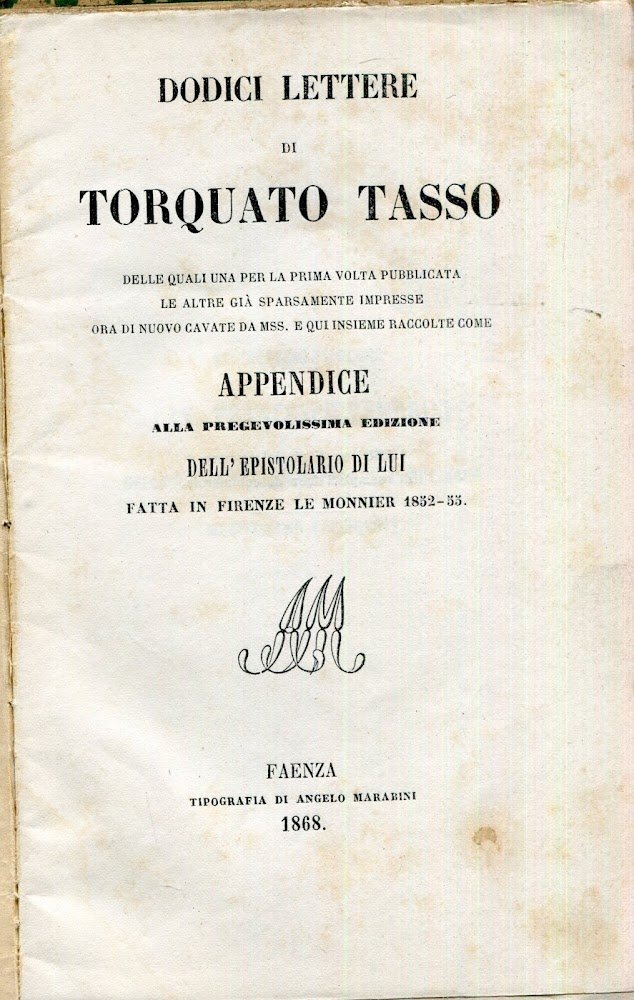 DODICI LETTERE
DI
TORQUATO TASSO
DELLE QUALI UNA PER LA PRIMA VOLTA PUBBLICATA
LE ALTRE GIÀ SPARSAMENTE IMPRESSE
ORA DI NUOVO CAVATE DA MSS. E QUI INSIEME RACCOLTE COME
APPENDICE
ALLA PREGEVOLISSIMA EDIZIONE
DELL'EPISTOLARIO DI LUI
FATTA IN FIRENZE LE MONNIER 1852-55.
AM
FAENZA
TIPOGRAFIA DI ANGELO MARABINI
1868.